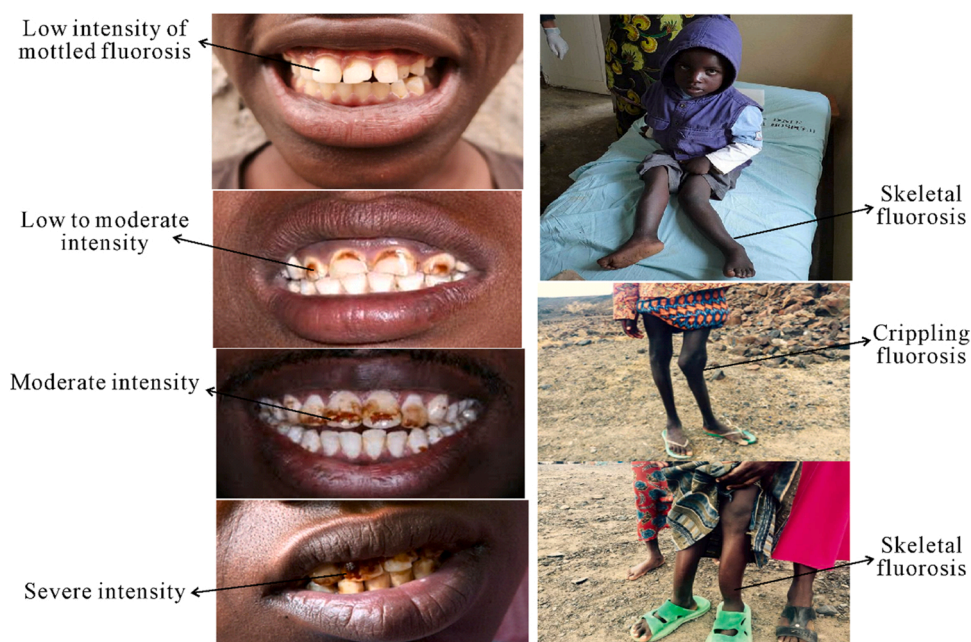 Low intensity of
mottled fluorosis
Low to moderate
intensity
Moderate intensity
Severe intensity
Skeletal
fluorosis
Crippling
fluorosis
Skeletal
fluorosis